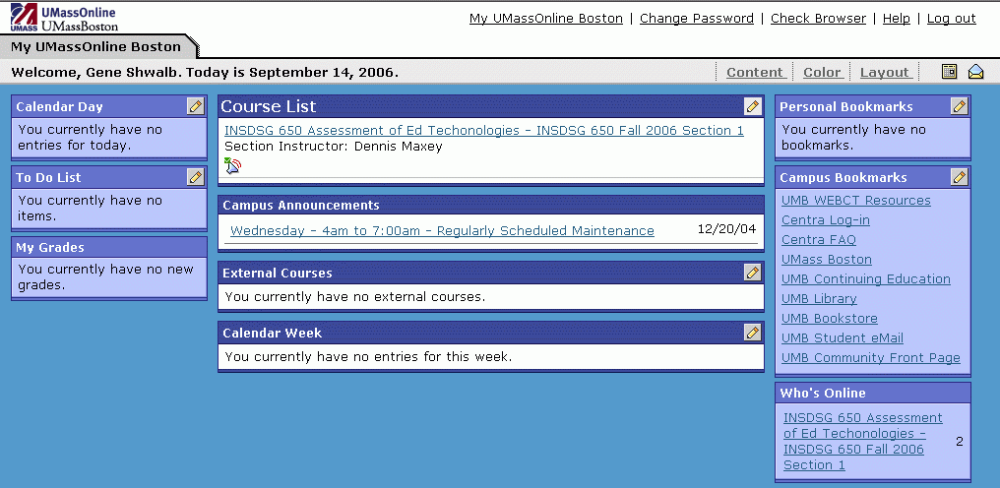 UMassOnline
UMASS UMassBoston
My UMassOnline Boston | Change Password | Check Browser | Help | Log out
My UMassOnline Boston
Welcome, Gene Shwalb. Today is September 14, 2006.
Content Color Layout
Calendar Day
You currently have no
entries for today.
To Do List
You currently have no
items.
My Grades
You currently have no new
grades.
Course List
INSDSG 650 Assessment of Ed Techonologies - INSDSG 650 Fall 2006 Section 1
Section Instructor: Dennis Maxey
Campus Announcements
Wednesday - 4am to 7:00am - Regularly Scheduled Maintenance 12/20/04
External Courses
You currently have no external courses.
Calendar Week
You currently have no entries for this week.
Personal Bookmarks
You currently have no
bookmarks.
Campus Bookmarks
UMB WEBCT Resources
Centra Log-in
Centra FAQ
UMass Boston
UMB Continuing Education
UMB Library
UMB Bookstore
UMB Student eMail
UMB Community Front Page
Who's Online
INSDSG 650 Assessment
of Ed Techonologies -
INSDSG 650 Fall 2006
Section 1
2